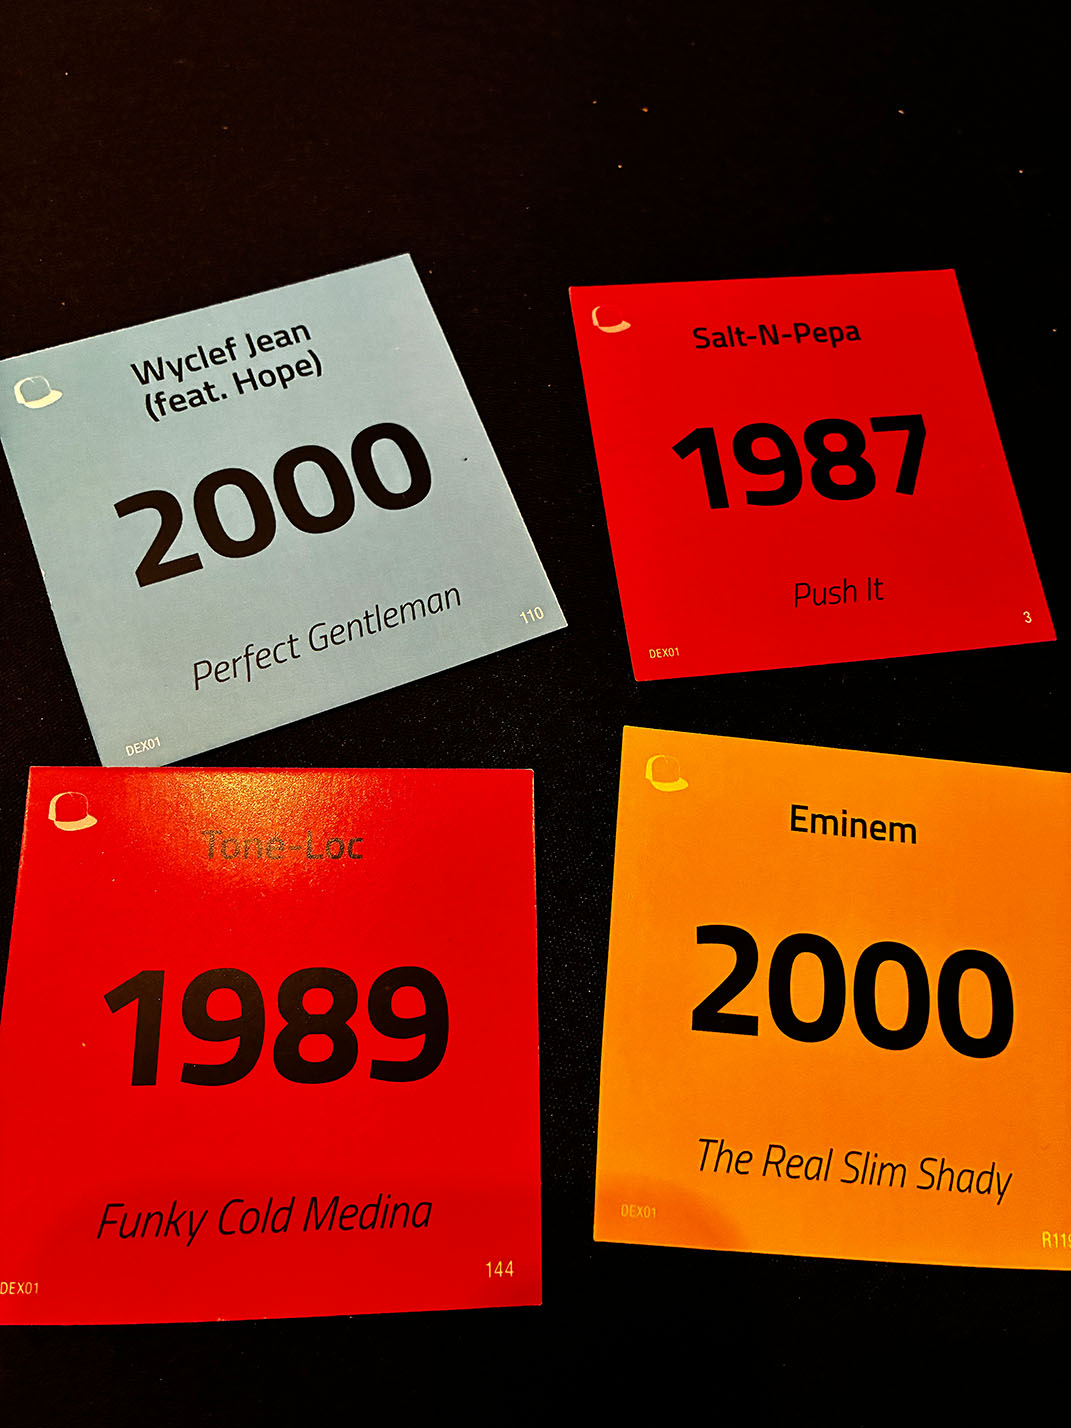 Wyclef Jean
(feat. Hope)
2000
Perfect Gentleman
110
DEX01
Salt-N-Pepa
1987
Push It
3
DEX01
Tone-Loc
1989
Funky Cold Medina
144
DEX01
Eminem
2000
The Real Slim Shady
DEX01
R119